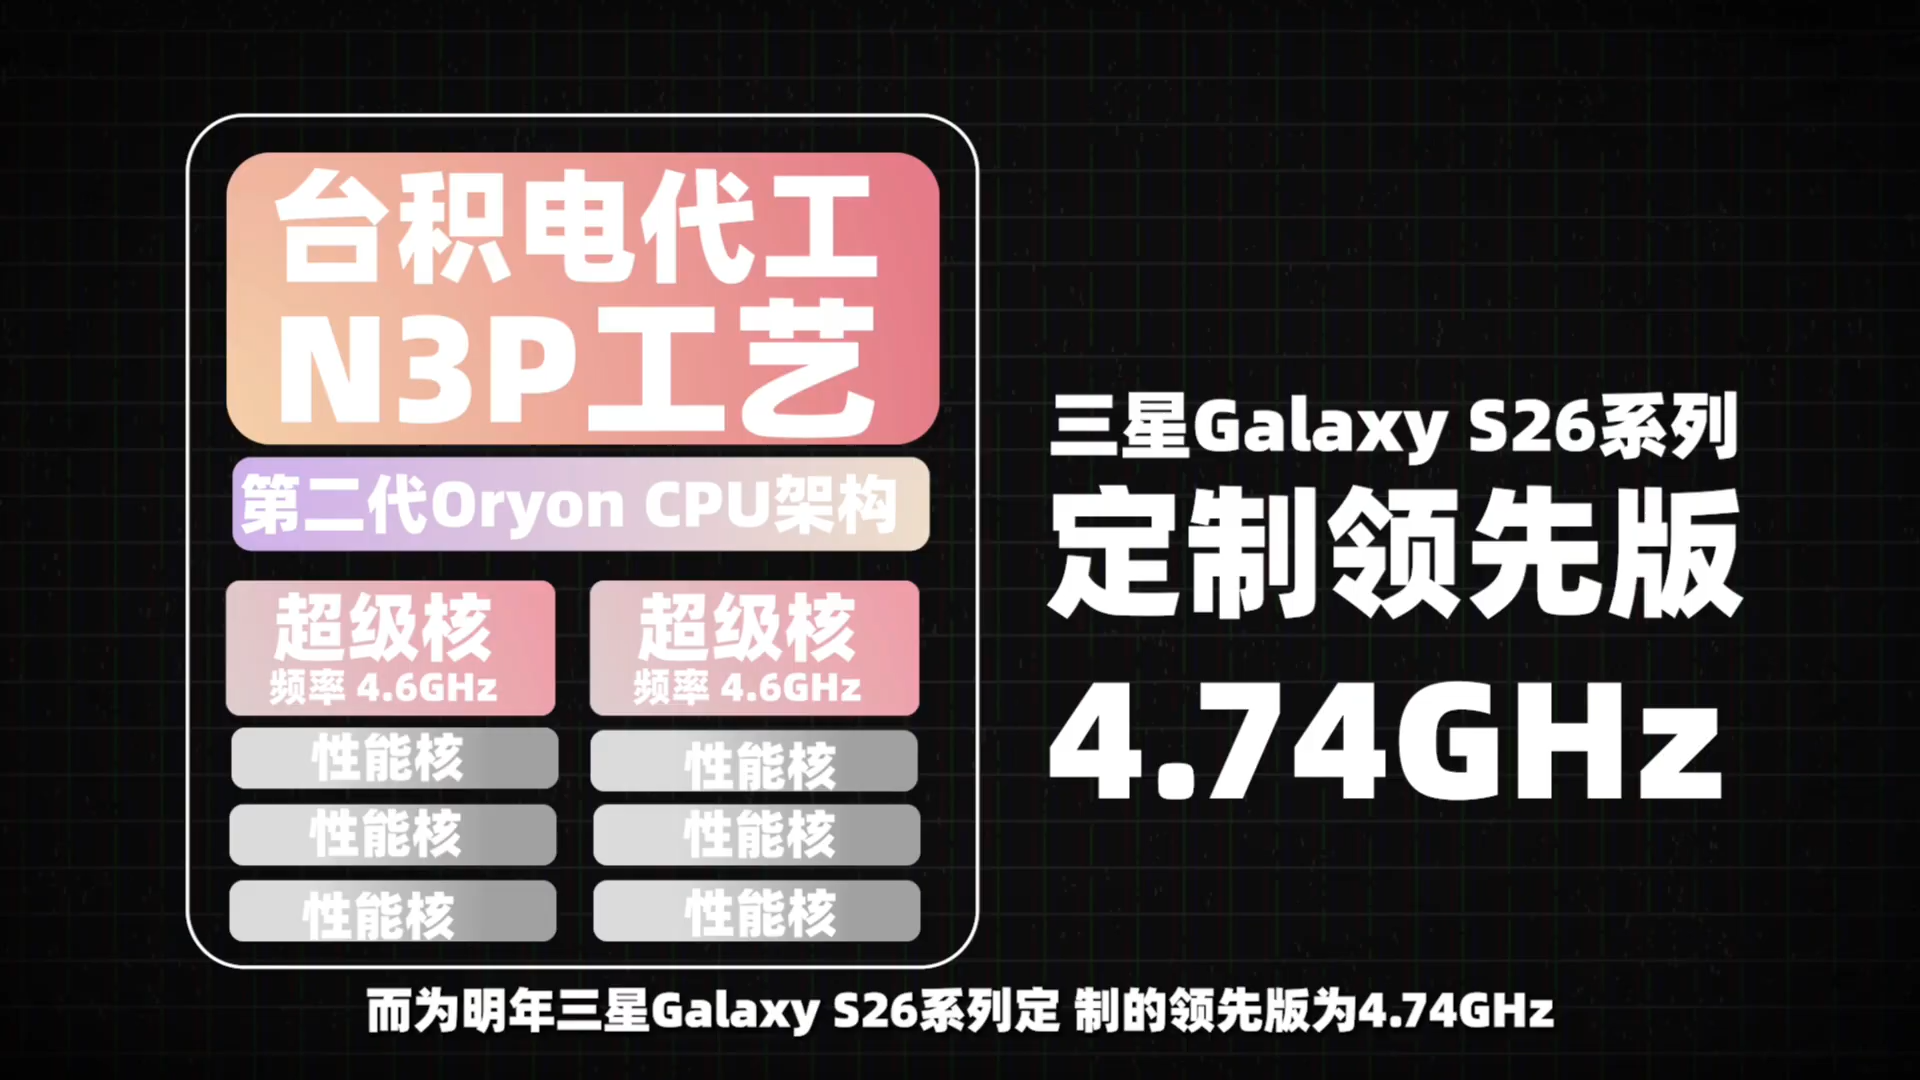 台积电代工
N3P工艺
第二代Oryon CPU架构
超级核
频率 4.6GHz
超级核
频率 4.6GHz
性能核
性能核
性能核
性能核
性能核
性能核
三星Galaxy S26系列
定制领先版
4.74GHz
而为明年三星Galaxy S26系列定 制的领先版为4.74GHz